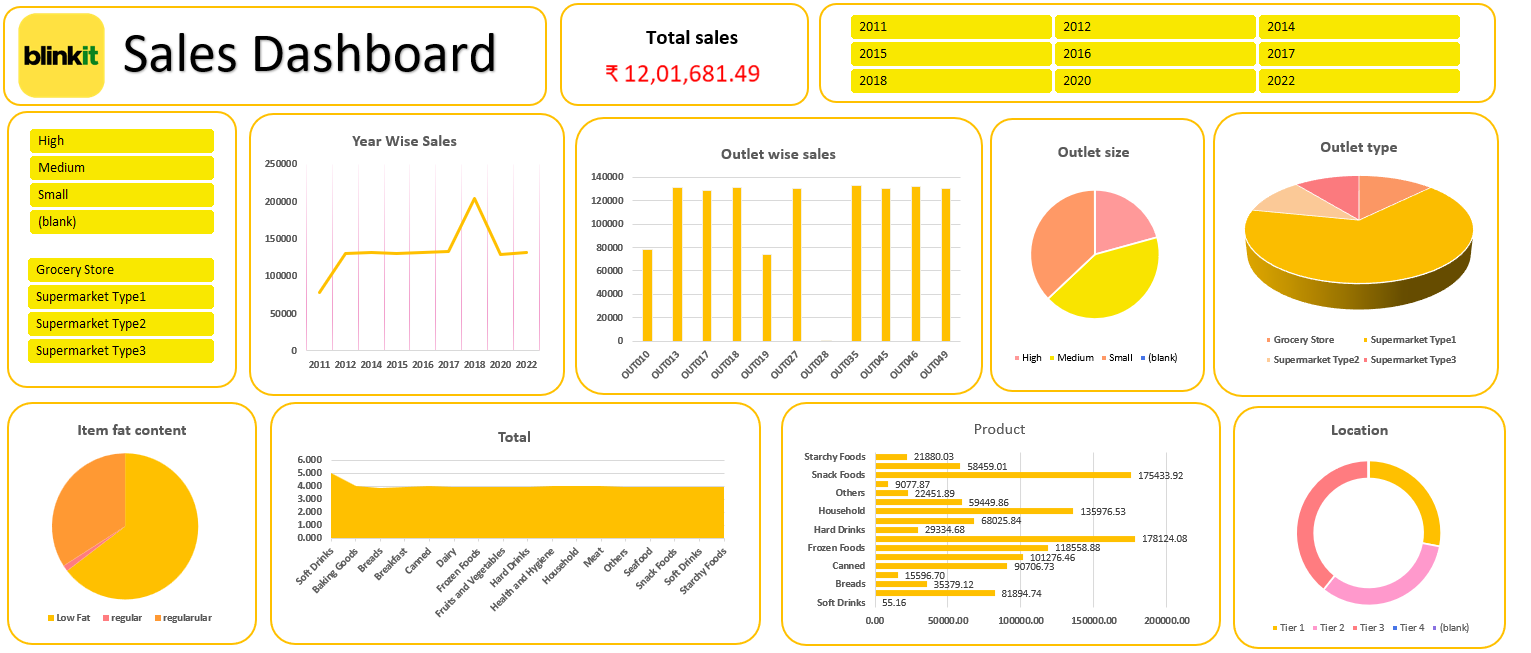 blinkit
Sales Dashboard
Total sales
₹ 12,01,681.49
2011
2012
2014
2015
2016
2017
2018
2020
2022
High
Medium
Small
(blank)
Grocery Store
Supermarket Type1
Supermarket Type2
Supermarket Type3
Year Wise Sales
250000
200000
150000
100000
50000
0
2011 2012 2014 2015 2016 2017 2018 2020 2022
Outlet wise sales
140000
120000
100000
80000
60000
40000
20000
0
OUT010 OUT013 OUT017 OUT018 OUT019 OUT027 OUT028 OUT035 OUT045 OUT046 OUT049
Outlet size
High Medium Small (blank)
Outlet type
Grocery Store Supermarket Type1
Supermarket Type2 Supermarket Type3
Item fat content
Low Fat regular regularular
Total
6.000
5.000
4.000
3.000
2.000
1.000
0.000
Soft Drinks Baking Goods Breads Breakfast Canned Dairy Frozen Foods Fruits and Vegetables Hard Drinks Health and Hygiene Household Meat Others Seafood Snack Foods Soft Drinks Starchy Foods
Product
Starchy Foods 21880.03
58459.01
Snack Foods 175433.92
9077.87
Others 22451.89
59449.86
Household 135976.53
68025.84
Hard Drinks 29334.68
178124.08
Frozen Foods 118558.88
101276.46
Canned 90706.73
15596.70
Breads 35379.12
81894.74
Soft Drinks 55.16
0.00 50000.00 100000.00 150000.00 200000.00
Location
Tier 1 Tier 2 Tier 3 Tier 4 (blank)